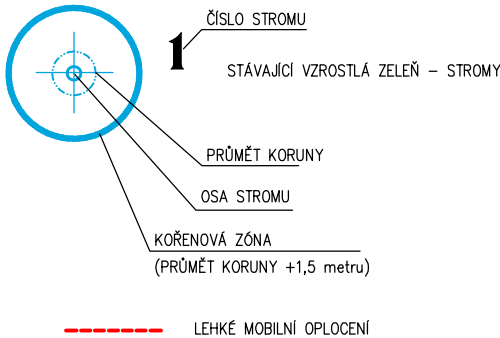 ČÍSLO STROMU
1
STÁVAJÍCÍ VZROSTLÁ ZELEŇ – STROMY
PRŮMĚT KORUNY
OSA STROMU
KOŘENOVÁ ZÓNA
(PRŮMĚT KORUNY +1,5 metru)
LEHKÉ MOBILNÍ OPLOCENÍ